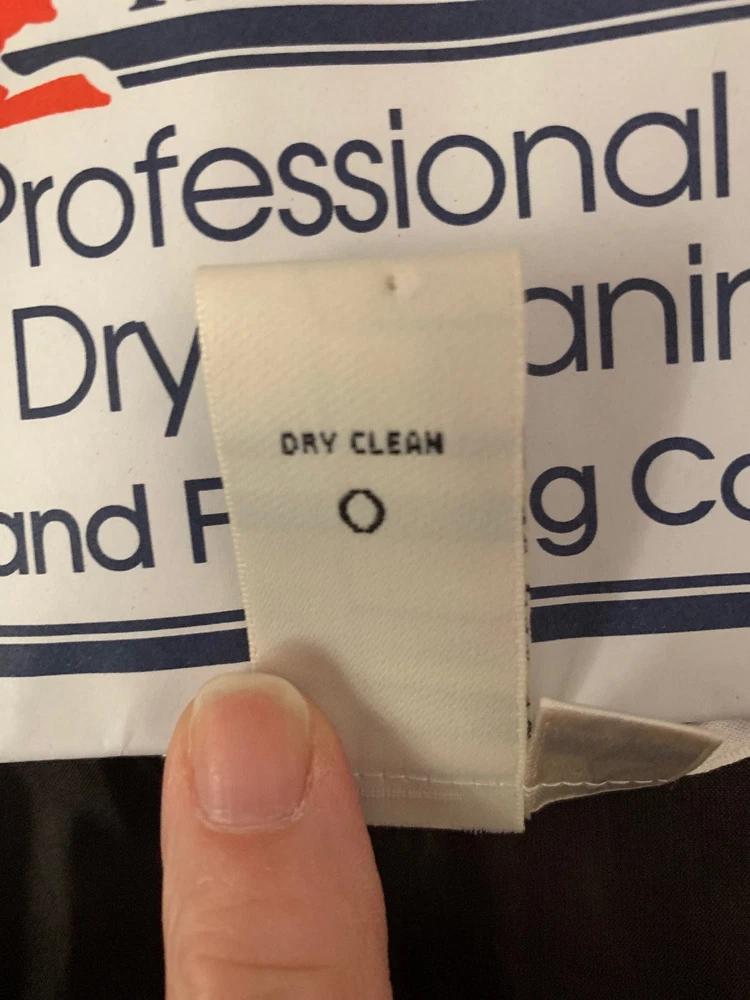 Professional
Dry
and
g
DRY CLEAN